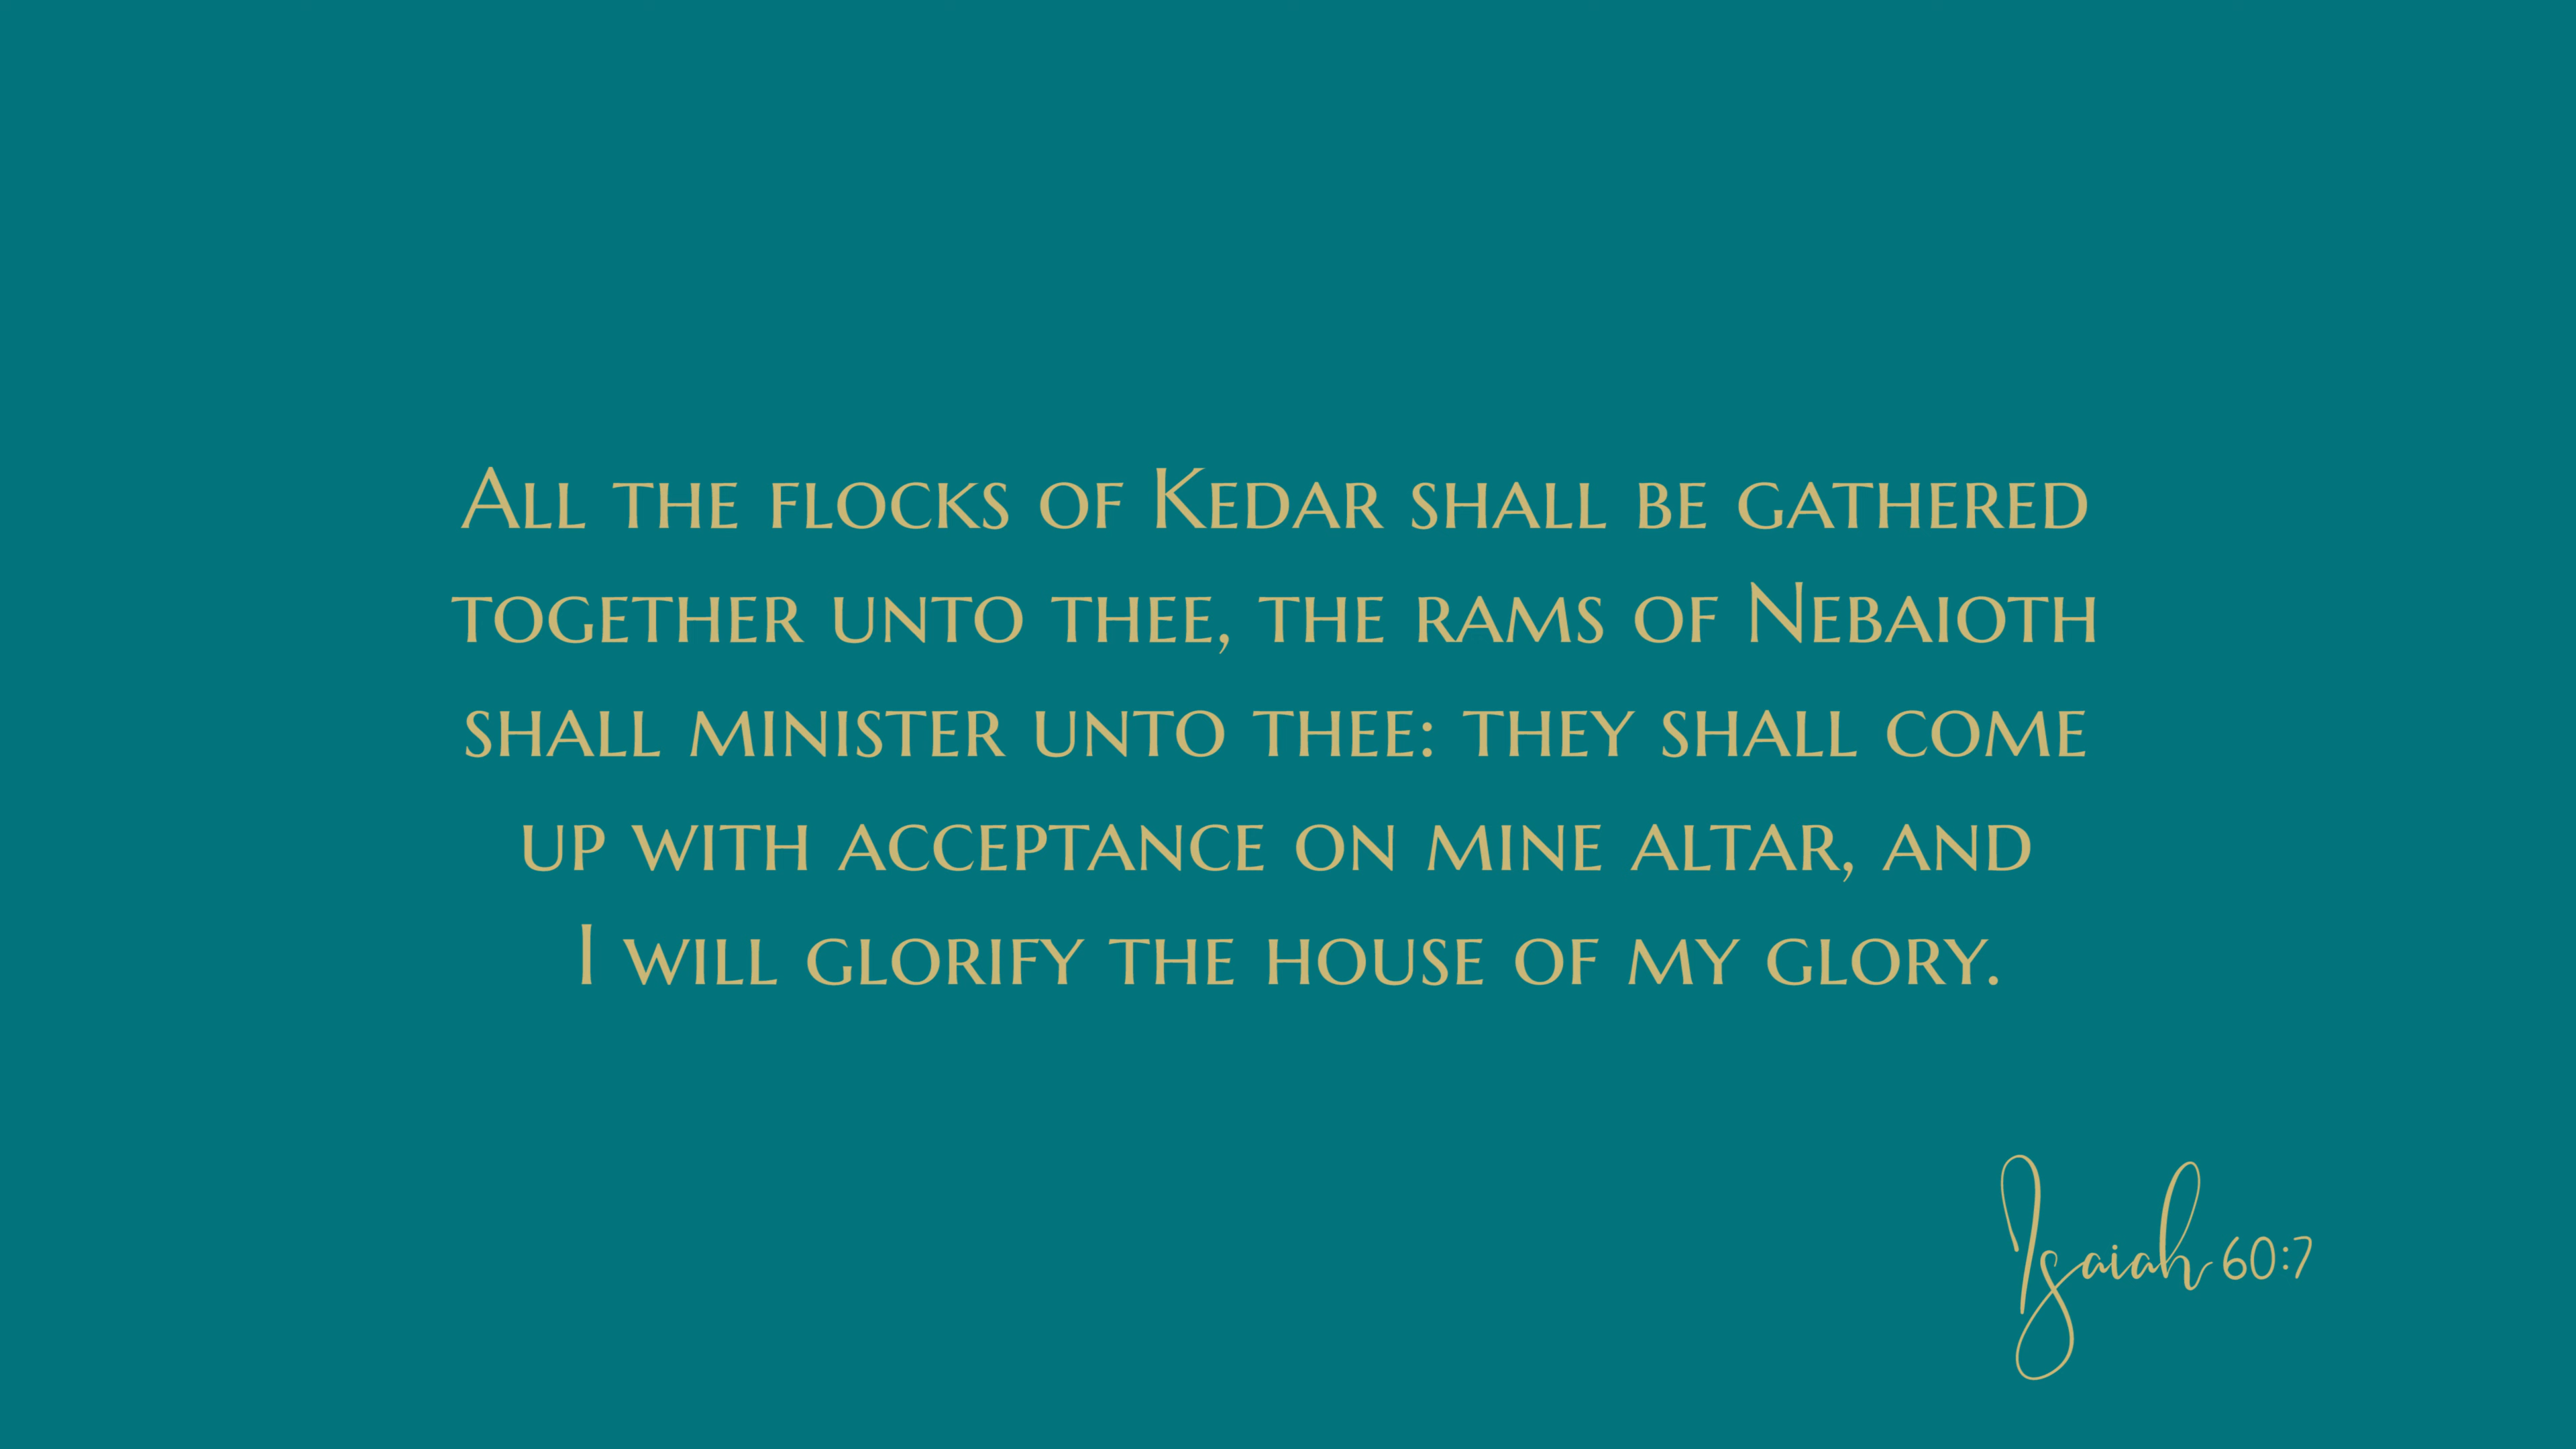 All the flocks of Kedar shall be gathered
together unto thee, the rams of Nebaioth
shall minister unto thee: they shall come
up with acceptance on mine altar, and
I will glorify the house of my glory.
Isaiah 60:7